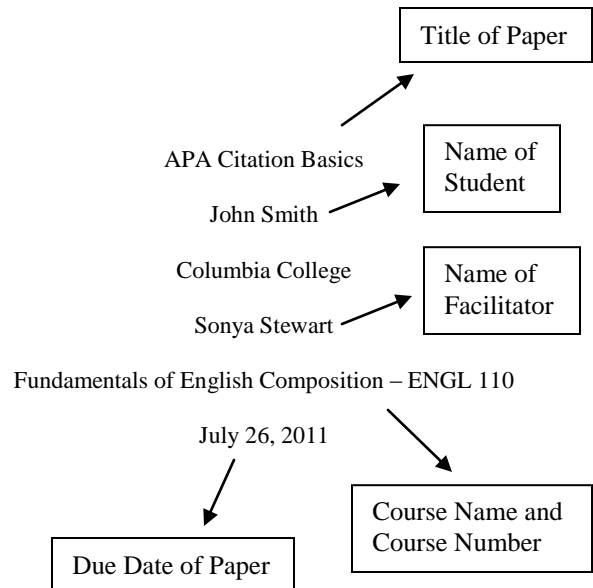 Title of Paper
APA Citation Basics
Name of
Student
John Smith
Columbia College
Name of
Facilitator
Sonya Stewart
Fundamentals of English Composition – ENGL 110
July 26, 2011
Course Name and
Course Number
Due Date of Paper